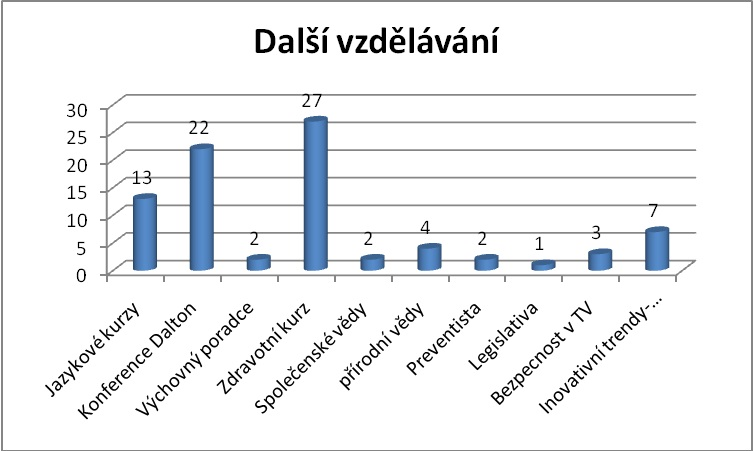 Další vzdělávání
30
25
20
15
10
5
0
13
22
2
27
2
4
2
1
3
7
Jazykové kurzy
Konference Dalton
Výchovný poradce
Zdravotní kurz
Společenské vědy
přírodní vědy
Preventista
Legislativa
Bezpecnost v TV
Inovativní trendy-...